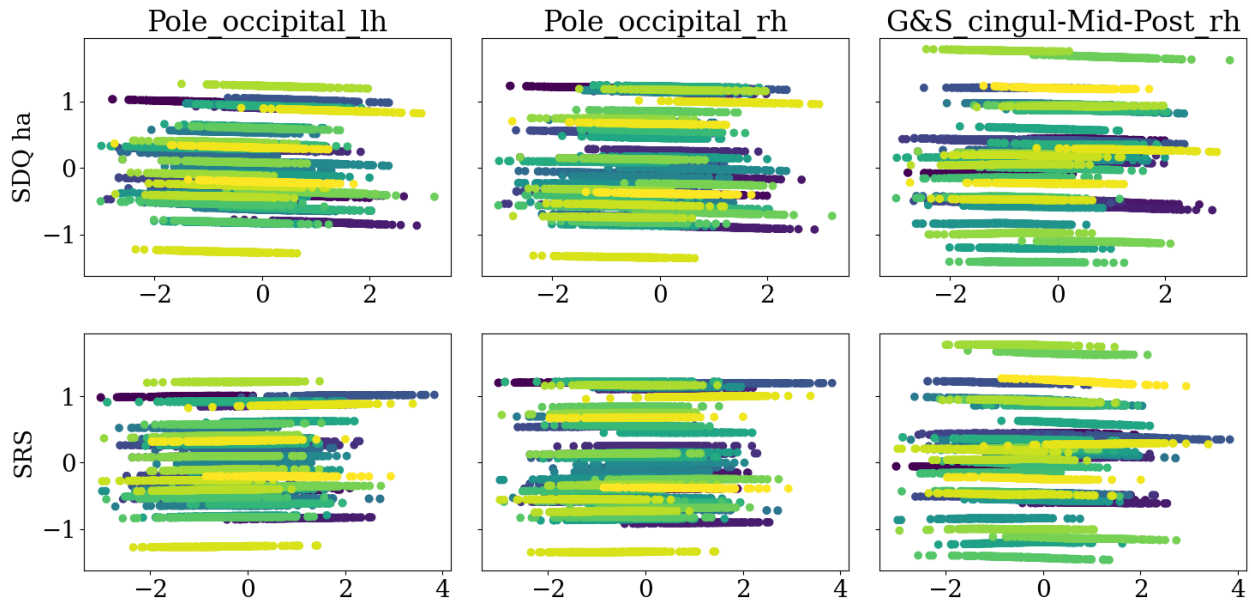 Pole_occipital_lh Pole_occipital_rh G&S_cingul-Mid-Post_rh
SDQ ha
1
0
−1
−2 0 2 −2 0 2 −2 0 2
SRS
1
0
−1
−2 0 2 4 −2 0 2 4 −2 0 2 4